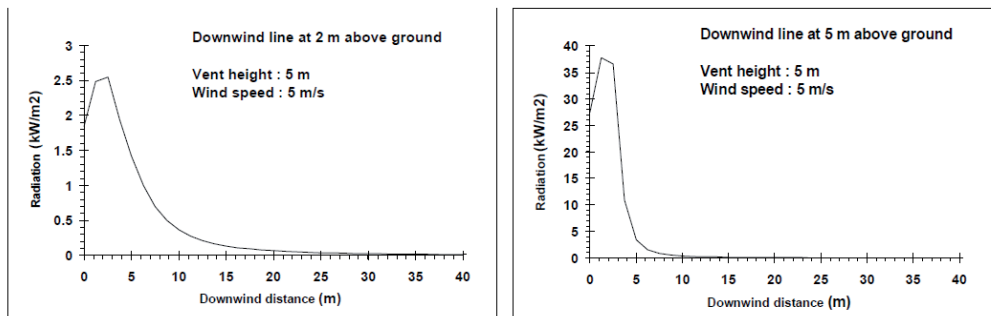 Downwind line at 2 m above ground
Vent height : 5 m
Wind speed : 5 m/s
Radiation (kW/m2)
3
2.5
2
1.5
1
0.5
0
0 5 10 15 20 25 30 35 40
Downwind distance (m)
Downwind line at 5 m above ground
Vent height : 5 m
Wind speed : 5 m/s
Radiation (kW/m2)
40
35
30
25
20
15
10
5
0
0 5 10 15 20 25 30 35 40
Downwind distance (m)